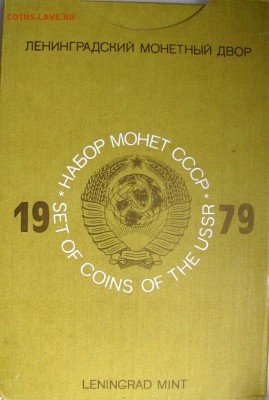 COINS.LAVE.RU
ЛЕНИНГРАДСКИЙ МОНЕТНЫЙ ДВОР
* НАБОР МОНЕТ СССР *
19 79
SET OF COINS OF THE USSR
LENINGRAD MINT